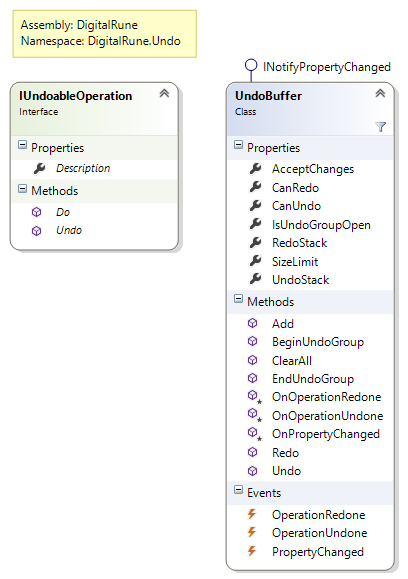 Assembly: DigitalRune
Namespace: DigitalRune.Undo
INotifyPropertyChanged
IUndoableOperation
Interface
Properties
Description
Methods
Do
Undo
UndoBuffer
Class
Properties
AcceptChanges
CanRedo
CanUndo
IsUndoGroupOpen
RedoStack
SizeLimit
UndoStack
Methods
Add
BeginUndoGroup
ClearAll
EndUndoGroup
OnOperationRedone
OnOperationUndone
OnPropertyChanged
Redo
Undo
Events
OperationRedone
OperationUndone
PropertyChanged